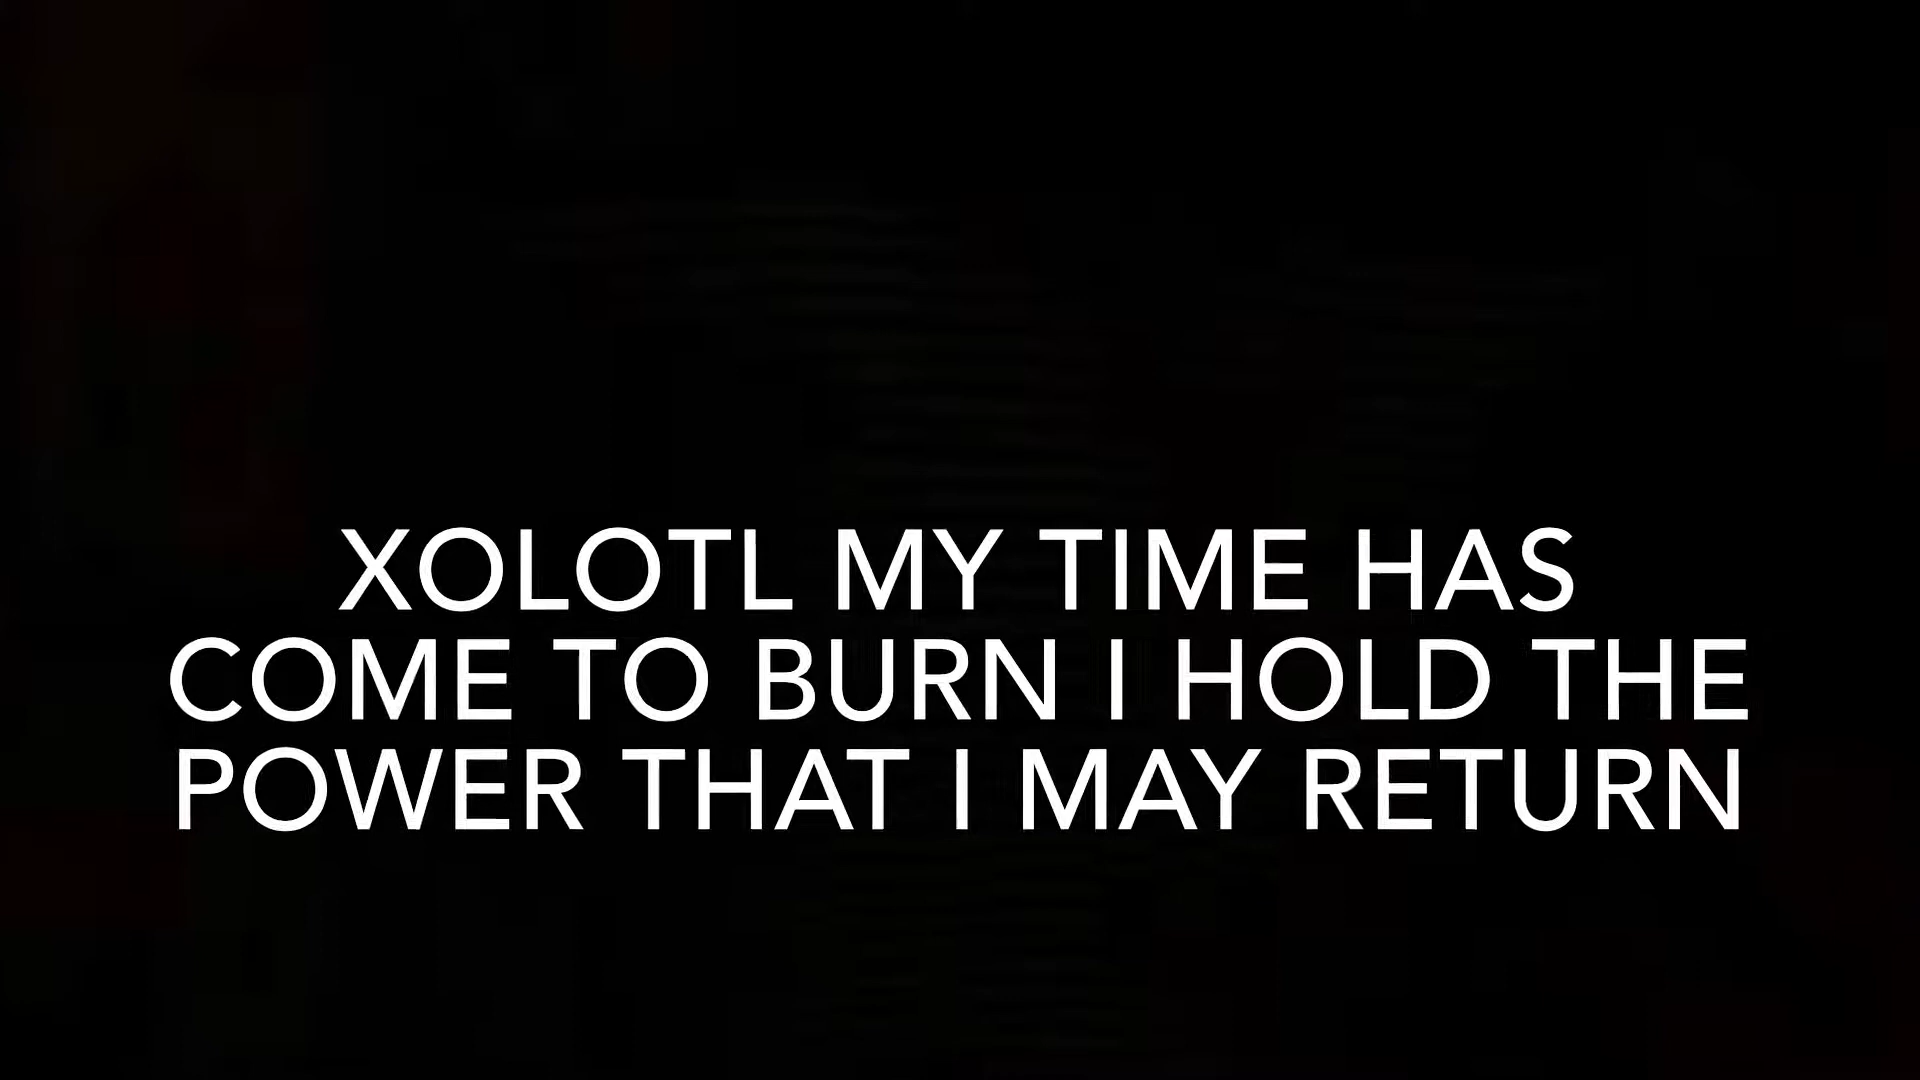 XOLOTL MY TIME HAS
COME TO BURN I HOLD THE
POWER THAT I MAY RETURN